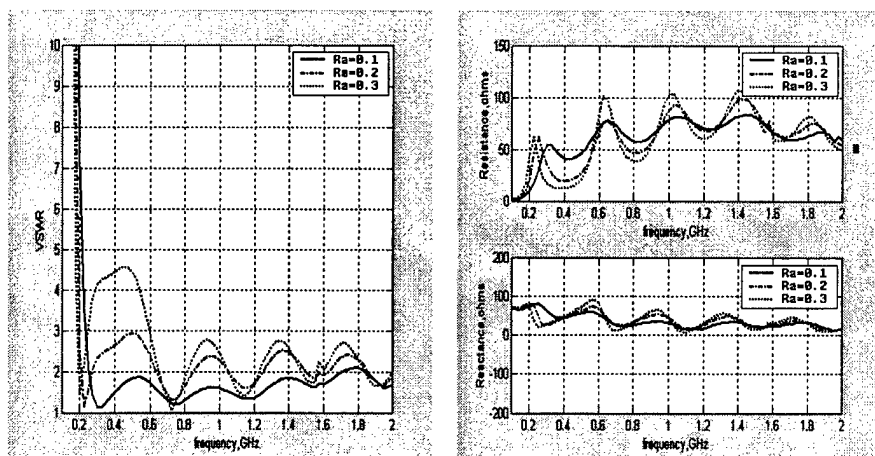 10
9
8
7
6
5
4
3
2
1
VSWR
Ra=0.1
Ra=0.2
Ra=0.3
0.2 0.4 0.6 0.8 1 1.2 1.4 1.6 1.8 2
frequency,GHz
150
100
50
0
Resistance,ohms
Ra=0.1
Ra=0.2
Ra=0.3
0.2 0.4 0.6 0.8 1 1.2 1.4 1.6 1.8 2
frequency,GHz
200
100
0
-100
-200
Reactance,ohms
Ra=0.1
Ra=0.2
Ra=0.3
0.2 0.4 0.6 0.8 1 1.2 1.4 1.6 1.8 2
frequency,GHz